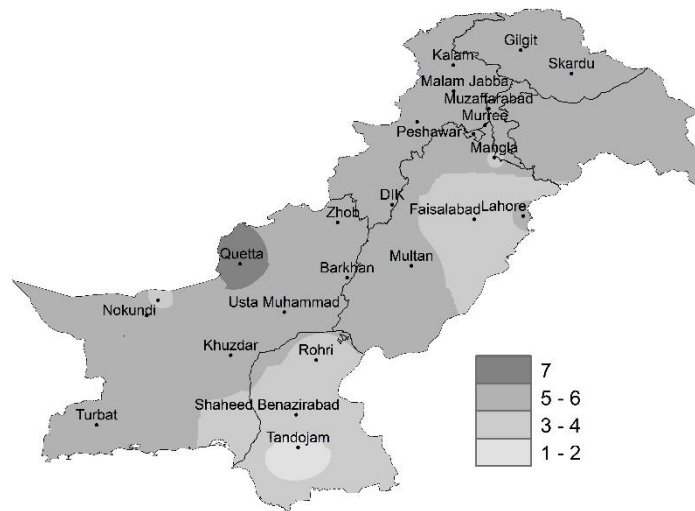 Gilgit
Kalam
Skardu
Malam Jabba
Muzaffarabad
Murree
Peshawar
Mangla
DIK
Faisalabad
Lahore
Zhob
Quetta
Multan
Barkhan
Nokundi
Usta Muhammad
Khuzdar
Rohri
7
5 - 6
Turbat
Shaheed Benazirabad
3 - 4
Tandojam
1 - 2